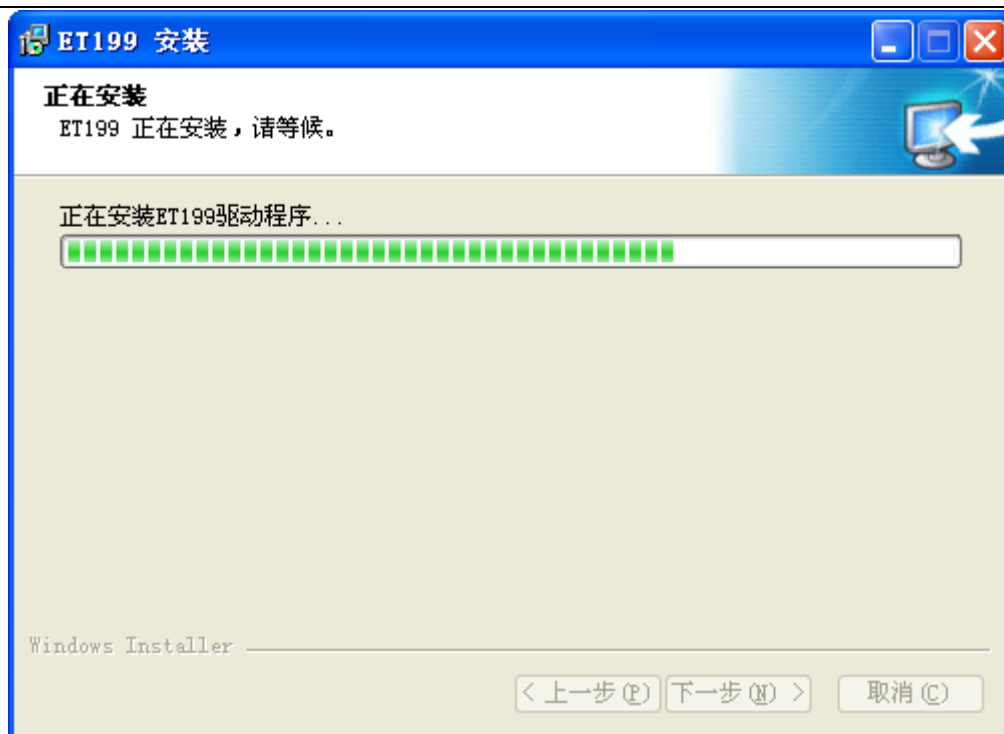 ET199 安装
正在安装
ET199 正在安装，请等候。
正在安装ET199驱动程序...
Windows Installer
< 上一步(P) 下一步(N) > 取消(C)